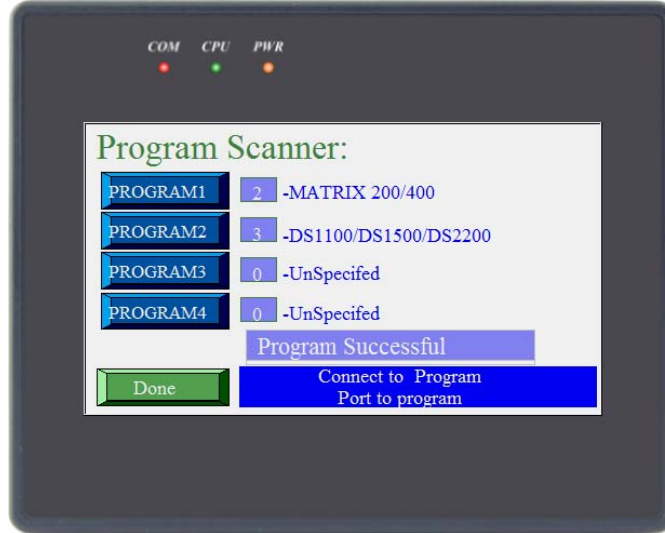 COM CPU PWR
Program Scanner:
PROGRAM1 2 -MATRIX 200/400
PROGRAM2 3 -DS1100/DS1500/DS2200
PROGRAM3 0 -UnSpecifed
PROGRAM4 0 -UnSpecifed
Program Successful
Done Connect to Program
Port to program